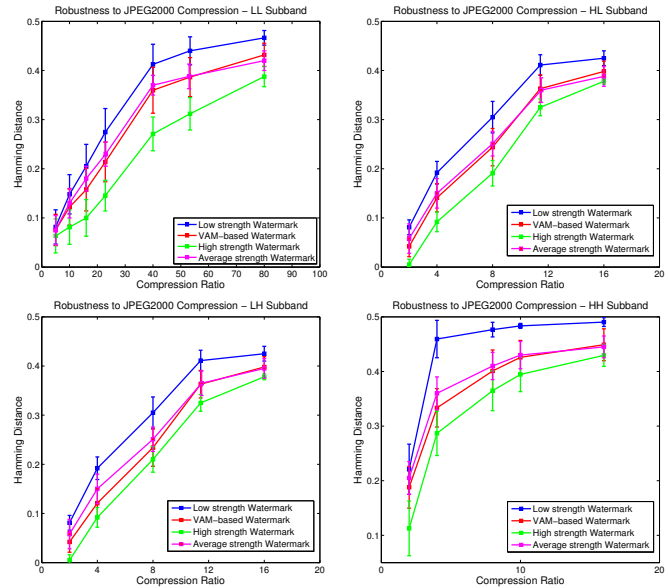 Robustness to JPEG2000 Compression – LL Subband
Hamming Distance
0.5
0.4
0.3
0.2
0.1
0
0 10 20 30 40 50 60 70 80 90 100
Compression Ratio
Low strength Watermark
VAM-based Watermark
High strength Watermark
Average strength Watermark
Robustness to JPEG2000 Compression – HL Subband
Hamming Distance
0.5
0.4
0.3
0.2
0.1
0
0 4 8 12 16 20
Compression Ratio
Low strength Watermark
VAM-based Watermark
High strength Watermark
Average strength Watermark
Robustness to JPEG2000 Compression – LH Subband
Hamming Distance
0.5
0.4
0.3
0.2
0.1
0
0 4 8 12 16 20
Compression Ratio
Low strength Watermark
VAM-based Watermark
High strength Watermark
Average strength Watermark
Robustness to JPEG2000 Compression – HH Subband
Hamming Distance
0.5
0.4
0.3
0.2
0.1
0 10 20
Compression Ratio
Low strength Watermark
VAM-based Watermark
High strength Watermark
Average strength Watermark